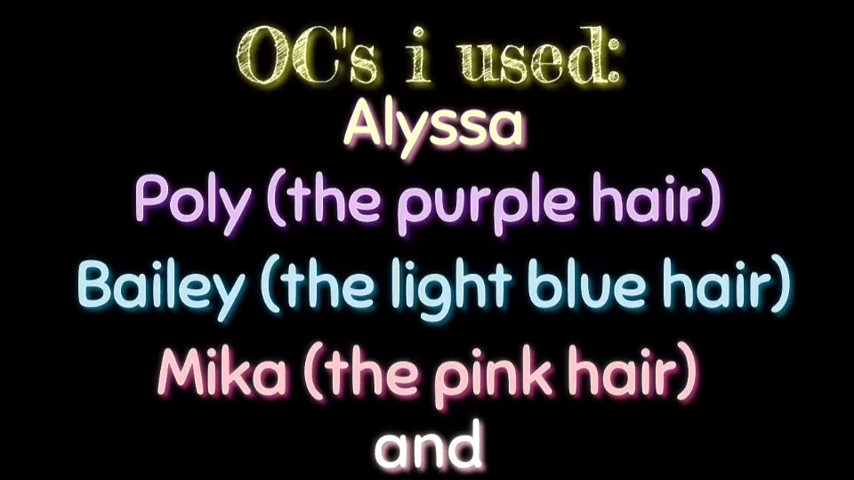 OC's i used:
Alyssa
Poly (the purple hair)
Bailey (the light blue hair)
Mika (the pink hair)
and